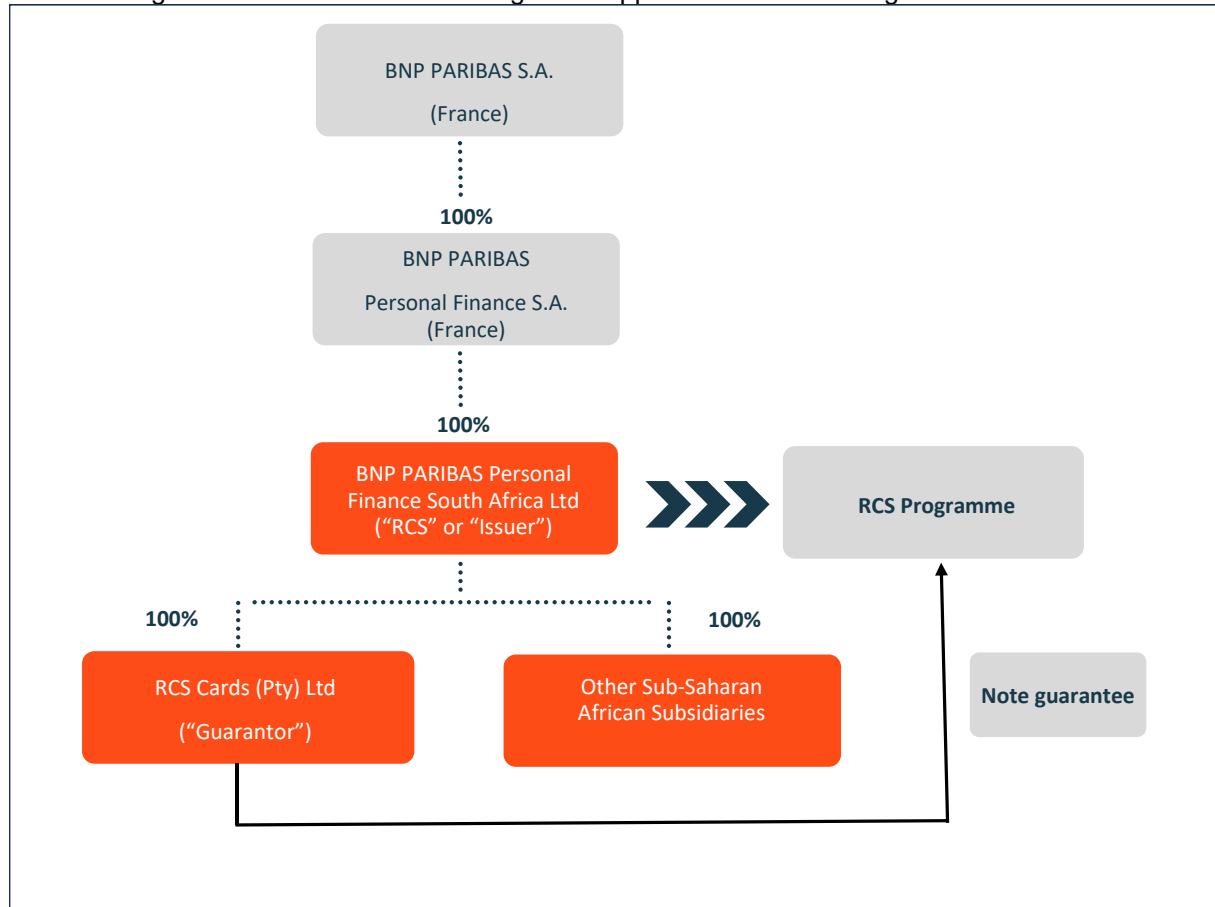 BNP PARIBAS S.A.
(France)
100%
BNP PARIBAS
Personal Finance S.A.
(France)
100%
BNP PARIBAS Personal
Finance South Africa Ltd
(“RCS” or “Issuer”)
RCS Programme
100%
100%
RCS Cards (Pty) Ltd
(“Guarantor”)
Other Sub-Saharan
African Subsidiaries
Note guarantee